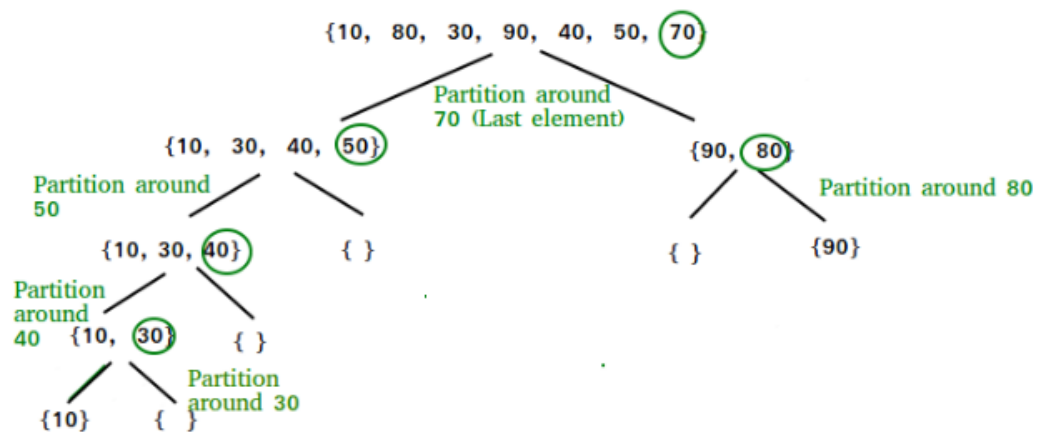 {10, 80, 30, 90, 40, 50, 70}
Partition around
70 (Last element)
{10, 30, 40, 50}
{90, 80}
Partition around
50
Partition around 80
{10, 30, 40}
{ }
{ }
{90}
Partition
around
40
{10, 30}
{ }
Partition
around 30
{10}
{ }